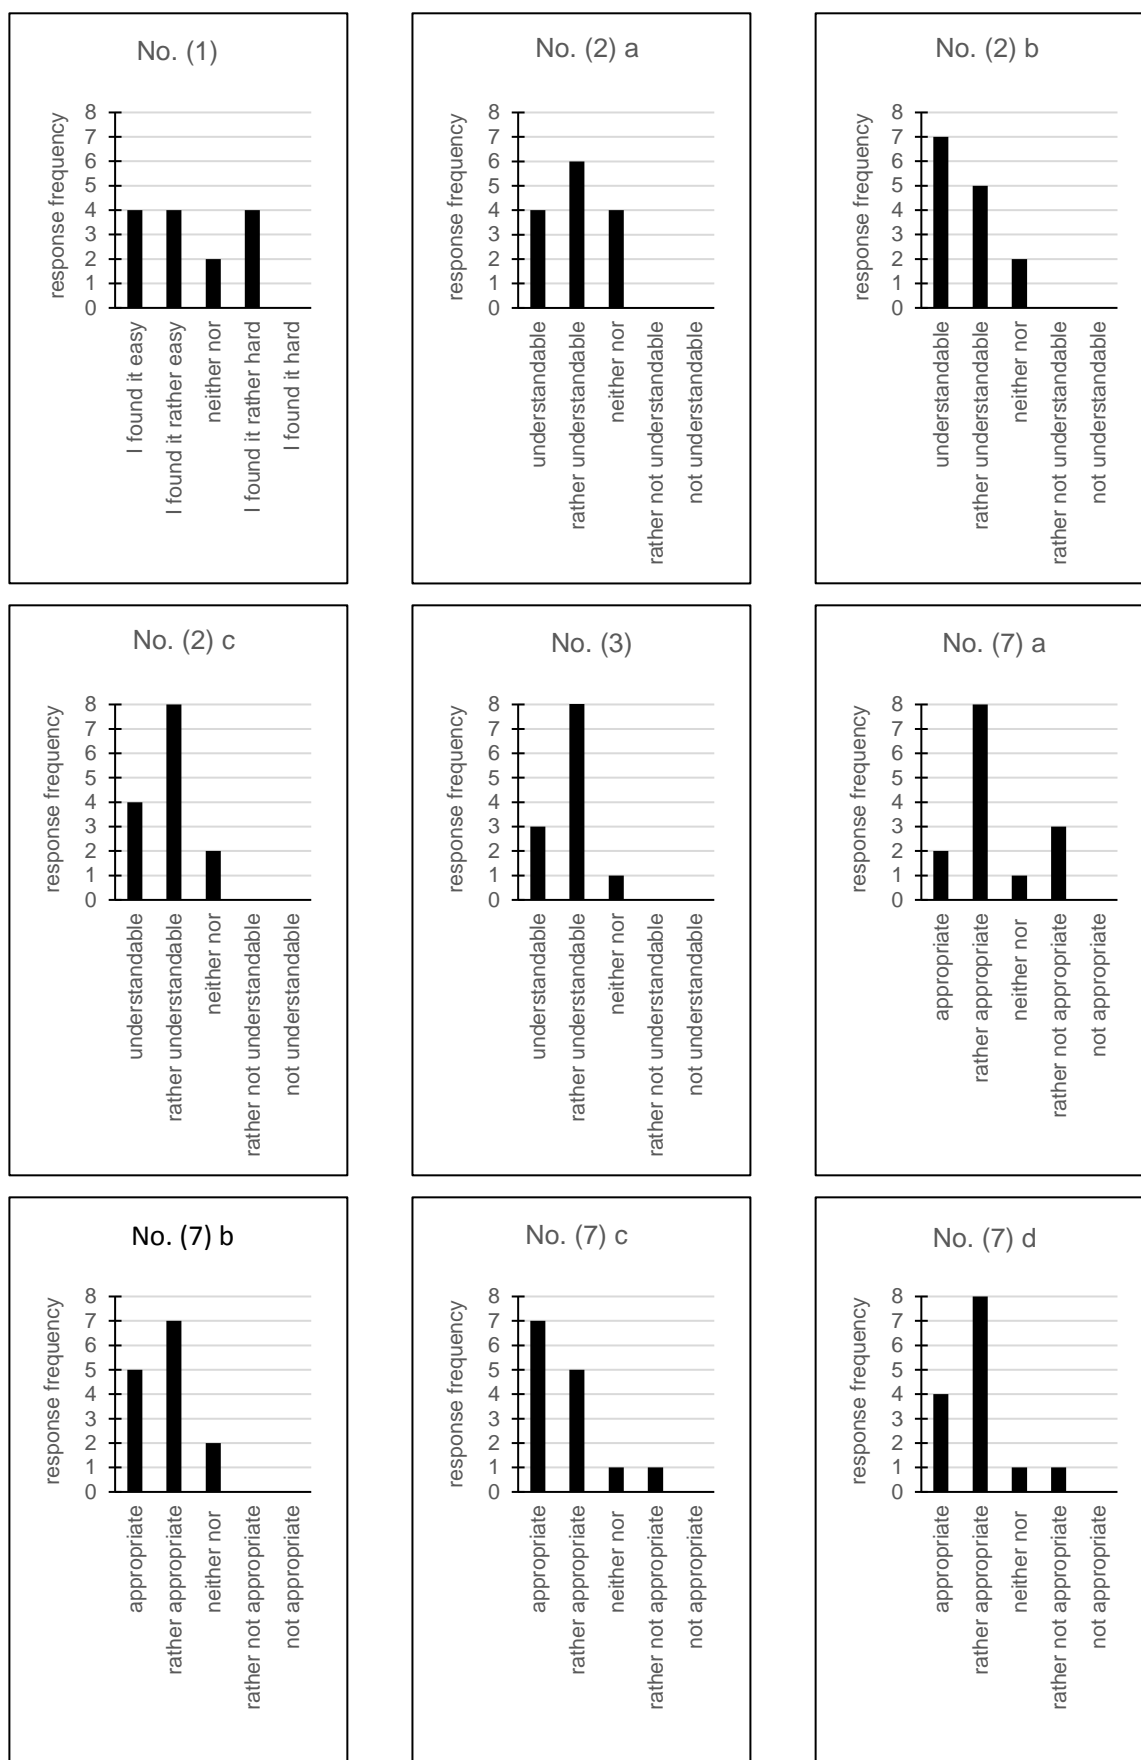 No. (1)
response frequency
8
7
6
5
4
3
2
1
0
I found it easy
I found it rather easy
neither nor
I found it rather hard
I found it hard
No. (2) a
response frequency
8
7
6
5
4
3
2
1
0
understandable
rather understandable
neither nor
rather not understandable
not understandable
No. (2) b
response frequency
8
7
6
5
4
3
2
1
0
understandable
rather understandable
neither nor
rather not understandable
not understandable
No. (2) c
response frequency
8
7
6
5
4
3
2
1
0
understandable
rather understandable
neither nor
rather not understandable
not understandable
No. (3)
response frequency
8
7
6
5
4
3
2
1
0
understandable
rather understandable
neither nor
rather not understandable
not understandable
No. (7) a
response frequency
8
7
6
5
4
3
2
1
0
appropriate
rather appropriate
neither nor
rather not appropriate
not appropriate
No. (7) b
response frequency
8
7
6
5
4
3
2
1
0
appropriate
rather appropriate
neither nor
rather not appropriate
not appropriate
No. (7) c
response frequency
8
7
6
5
4
3
2
1
0
appropriate
rather appropriate
neither nor
rather not appropriate
not appropriate
No. (7) d
response frequency
8
7
6
5
4
3
2
1
0
appropriate
rather appropriate
neither nor
rather not appropriate
not appropriate